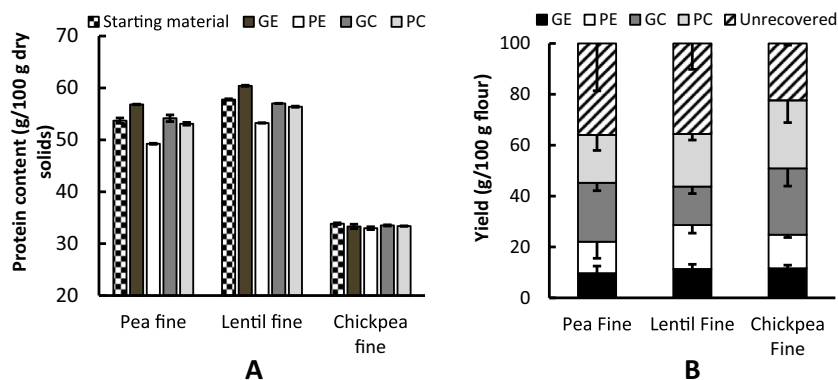 Starting material GE PE GC PC
70
60
50
40
30
20
Protein content (g/100 g dry
solids)
Pea fine Lentil fine Chickpea
fine
A
GE PE GC PC Unrecovered
100
80
60
40
20
0
Yield (g/100 g flour)
Pea Fine Lentil Fine Chickpea
Fine
B